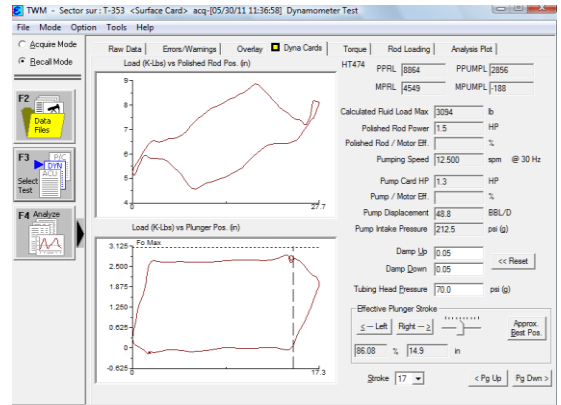 TWM - Sector sur : T-353 <Surface Card> acq-[05/30/11 11:36:58] Dynamometer Test
File Mode Option Tools Help
Acquire Mode
Recall Mode
F2
Data
Files
F3
P/C
DYN
ACU
Select
Test
F4 Analyze
Raw Data Errors/Warnings Overlay Dyna Cards Torque Rod Loading Analysis Plot
Load (K-Lbs) vs Polished Rod Pos. (in)
9
8
7
6
5
4
0
27.7
Load (K-Lbs) vs Plunger Pos. (in)
Fo Max
3.125
2.500
1.875
1.250
0.625
0
-0.625
0
17.3
HT474 PPRL 8864 PPUMPL 2856
MPRL 4549 MPUMPL -188
Calculated Fluid Load Max 3094 lb
Polished Rod Power 1.5 HP
Polished Rod / Motor Eff. %
Pumping Speed 12.500 spm @ 30 Hz
Pump Card HP 1.3 HP
Pump / Motor Eff. %
Pump Displacement 48.8 BBL/D
Pump Intake Pressure 212.5 psi (g)
Damp Up 0.05
Damp Down 0.05
<< Reset
Tubing Head Pressure 70.0 psi (g)
Effective Plunger Stroke
<-- Left Right -->
Approx.
Best Pos.
86.08 % 14.9 in
Stroke 17 < Pg Up Pg Dwn >